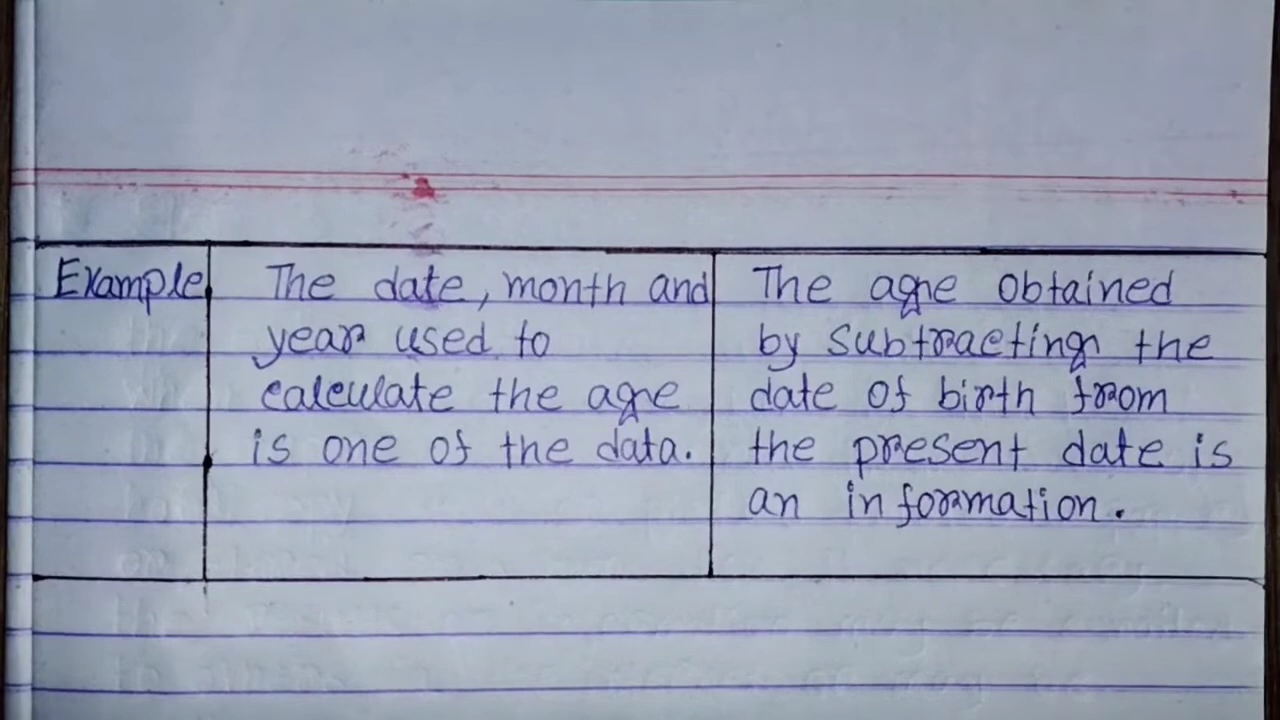 Example
The date, month and
year used to
calculate the age
is one of the data.
The age obtained
by subtracting the
date of birth from
the present date is
an information.